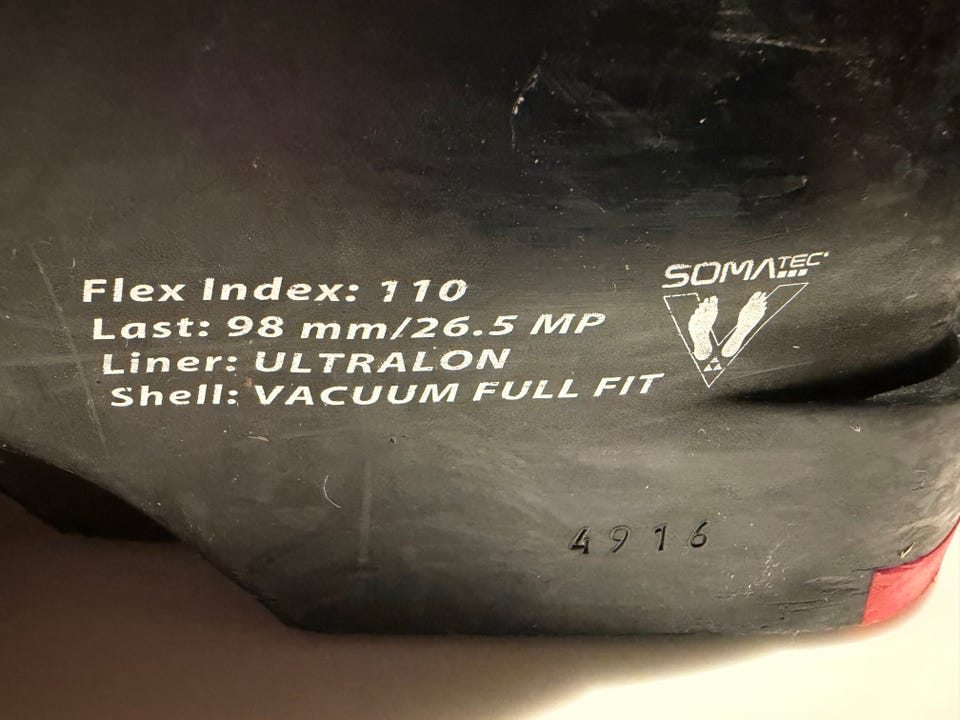 Flex Index: 110
Last: 98 mm/26.5 MP
Liner: ULTRALON
Shell: VACUUM FULL FIT
SOMATEC
4916